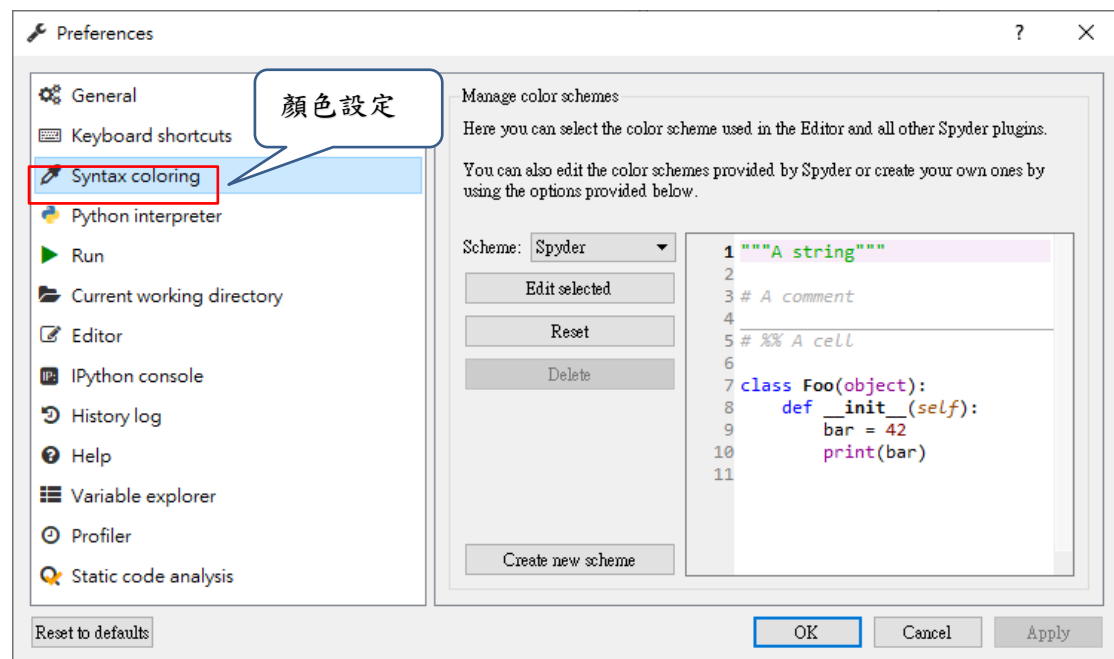 Preferences
?
General
Keyboard shortcuts
Syntax coloring
Python interpreter
Run
Current working directory
Editor
IP:
IPython console
History log
Help
Variable explorer
Profiler
Static code analysis
顏色設定
Manage color schemes
Here you can select the color scheme used in the Editor and all other Spyder plugins.
You can also edit the color schemes provided by Spyder or create your own ones by
using the options provided below.
Scheme: Spyder
Edit selected
Reset
Delete
Create new scheme
1 """A string"""
2
3 # A comment
4
5 # %% A cell
6
7 class Foo(object):
8     def __init__(self):
9         bar = 42
10         print(bar)
11
Reset to defaults
OK
Cancel
Apply